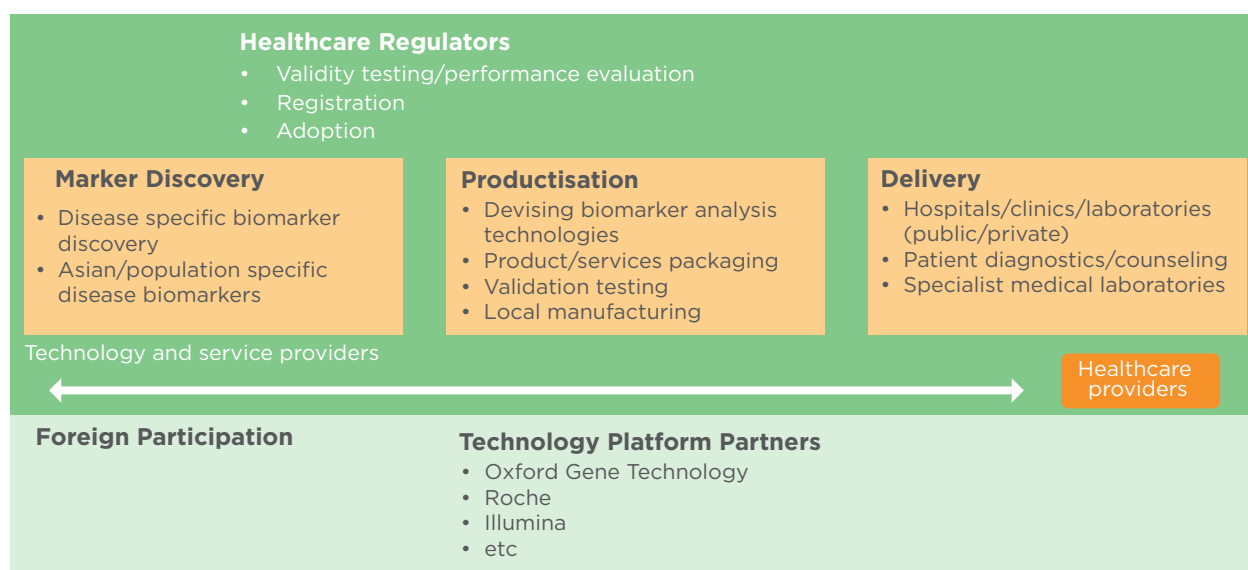 Healthcare Regulators
• Validity testing/performance evaluation
• Registration
• Adoption
Marker Discovery
• Disease specific biomarker
discovery
• Asian/population specific
disease biomarkers
Productisation
• Devising biomarker analysis
technologies
• Product/services packaging
• Validation testing
• Local manufacturing
Delivery
• Hospitals/clinics/laboratories
(public/private)
• Patient diagnostics/counseling
• Specialist medical laboratories
Technology and service providers
Healthcare
providers
Foreign Participation
Technology Platform Partners
• Oxford Gene Technology
• Roche
• Illumina
• etc